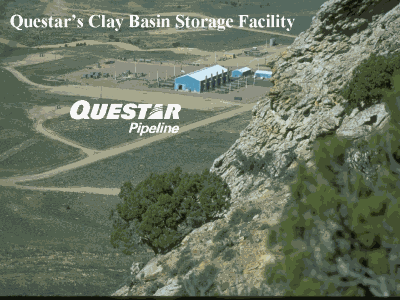 Questar's Clay Basin Storage Facility
QUESTAR
Pipeline